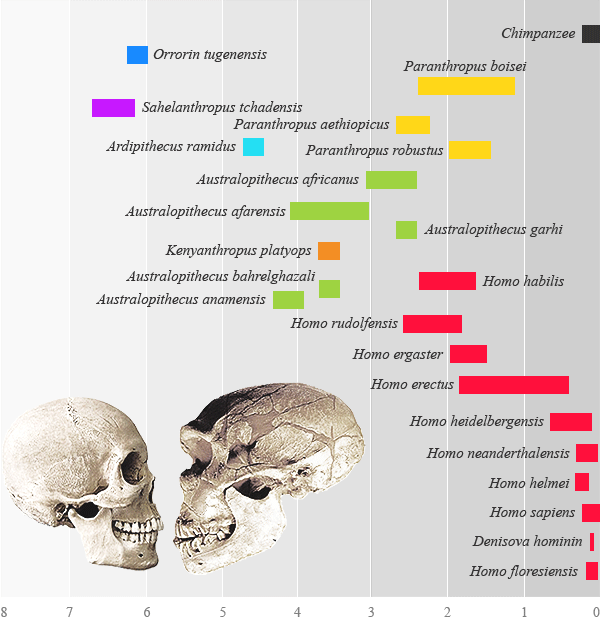 Chimpanzee
Orrorin tugenensis
Paranthropus boisei
Sahelanthropus tchadensis
Paranthropus aethiopicus
Ardipithecus ramidus
Paranthropus robustus
Australopithecus africanus
Australopithecus afarensis
Australopithecus garhi
Kenyanthropus platyops
Australopithecus bahrelghazali
Homo habilis
Australopithecus anamensis
Homo rudolfensis
Homo ergaster
Homo erectus
Homo heidelbergensis
Homo neanderthalensis
Homo helmei
Homo sapiens
Denisova hominin
Homo floresiensis
8 7 6 5 4 3 2 1 0